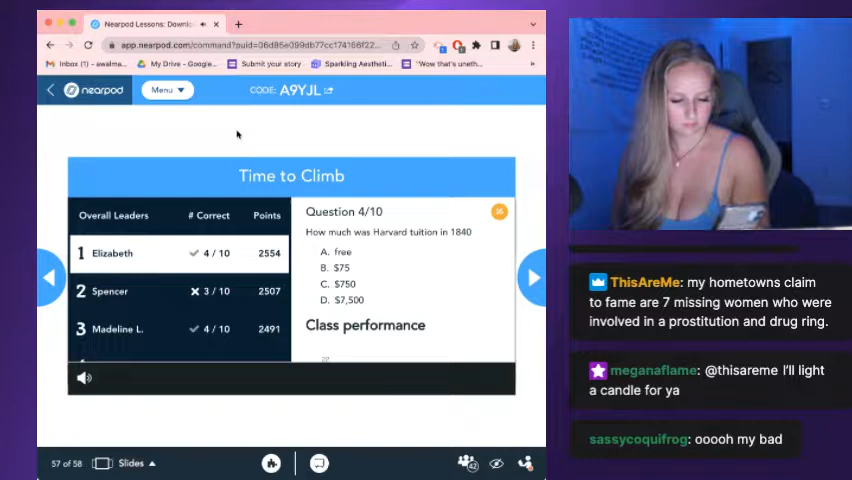 Nearpod Lessons: Downlo
app.nearpod.com/command?puid=06d85e099db77cc174166f22...
Inbox (1) – awalma...
My Drive – Google...
Submit your story
Sparkling Aesthetic...
"Wow that's uneth...
nearpod
Menu
CODE: A9YJL
Time to Climb
Overall Leaders # Correct Points
1 Elizabeth 4 / 10 2554
2 Spencer 3 / 10 2507
3 Madeline L. 4 / 10 2491
Question 4/10
16
How much was Harvard tuition in 1840
A. free
B. $75
C. $750
D. $7,500
Class performance
57 of 58
Slides
42
ThisAreMe: my hometowns claim
to fame are 7 missing women who were
involved in a prostitution and drug ring.
meganaflame: @thisareme I'll light
a candle for ya
sassycoquifrog: ooooh my bad